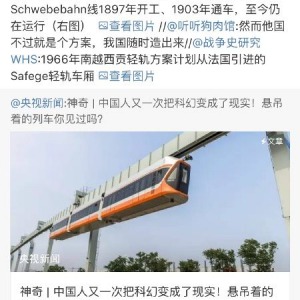 Schwebebahn线1897年开工、1903年通车，至今仍
在运行（右图） 查看图片 //@听听狗肉馆:然而他国
不过就是个方案，我国随时造出来//@战争史研究
WHS:1966年南越西贡轻轨方案计划从法国引进的
Safege轻轨车厢 查看图片
@央视新闻:神奇 | 中国人又一次把科幻变成了现实！悬吊
着的列车你见过吗？
文章
央视新闻
神奇 | 中国人又一次把科幻变成了现实！悬吊着的